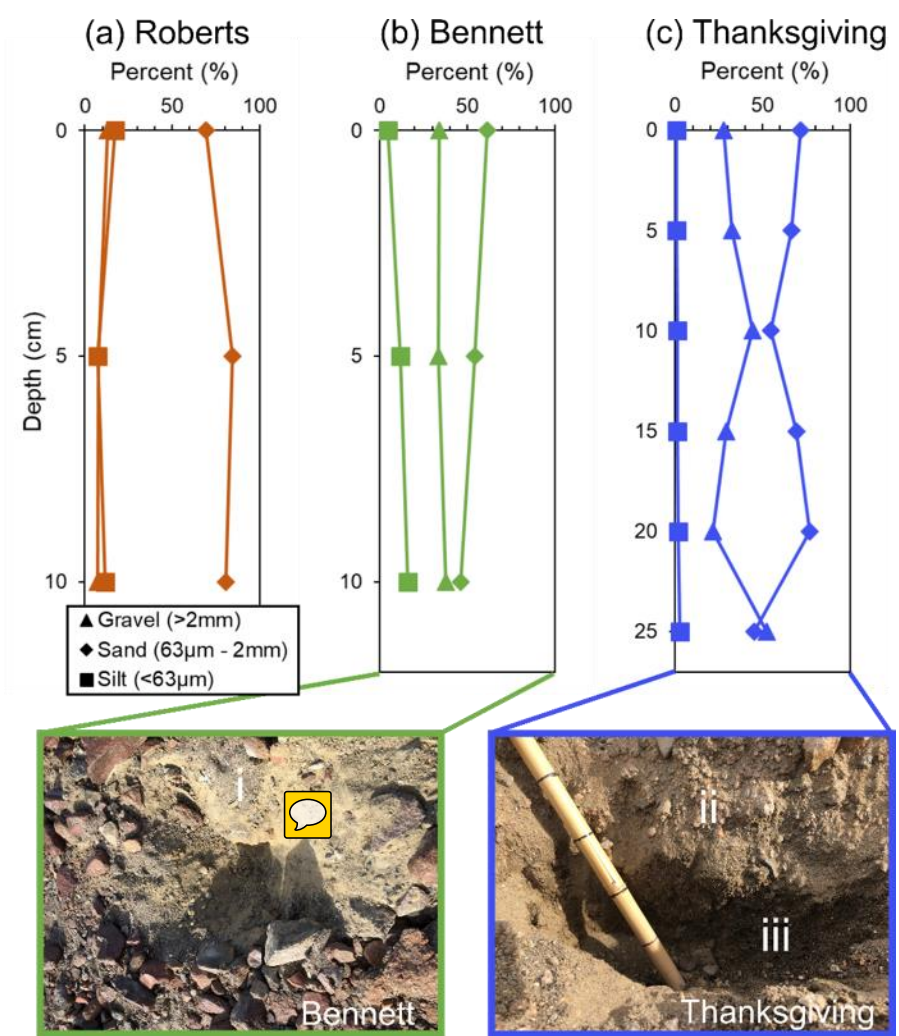 (a) Roberts
(b) Bennett
(c) Thanksgiving
Percent (%)
Percent (%)
Percent (%)
0 50 100
0 50 100
0 50 100
Depth (cm)
0
5
10
0
5
10
0
5
10
15
20
25
Gravel (>2mm)
Sand (63µm - 2mm)
Silt (<63µm)
i
Bennett
ii
iii
Thanksgiving